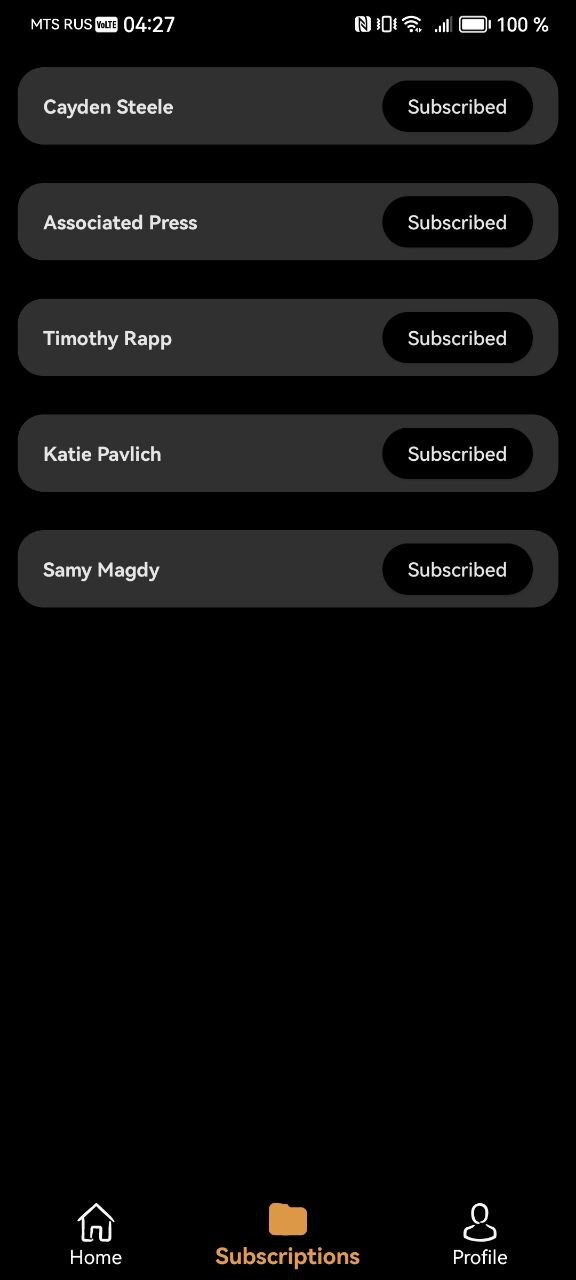 MTS RUS VoLTE 04:27 100 %
Cayden Steele Subscribed
Associated Press Subscribed
Timothy Rapp Subscribed
Katie Pavlich Subscribed
Samy Magdy Subscribed
Home Subscriptions Profile